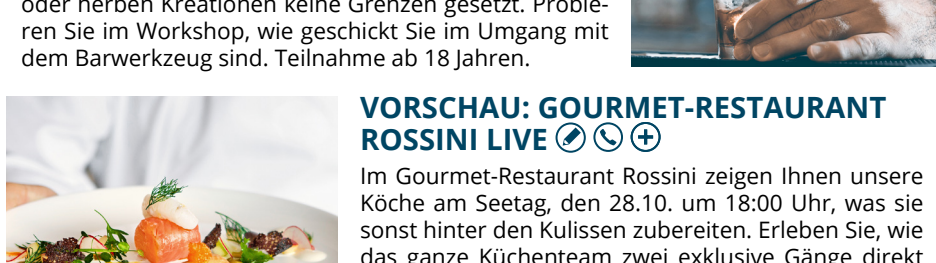 oder herben Kreationen keine Grenzen gesetzt. Probie-
ren Sie im Workshop, wie geschickt Sie im Umgang mit
dem Barwerkzeug sind. Teilnahme ab 18 Jahren.
VORSCHAU: GOURMET-RESTAURANT
ROSSINI LIVE
Im Gourmet-Restaurant Rossini zeigen Ihnen unsere
Köche am Seetag, den 28.10. um 18:00 Uhr, was sie
sonst hinter den Kulissen zubereiten. Erleben Sie, wie
das ganze Küchenteam zwei exklusive Gänge direkt